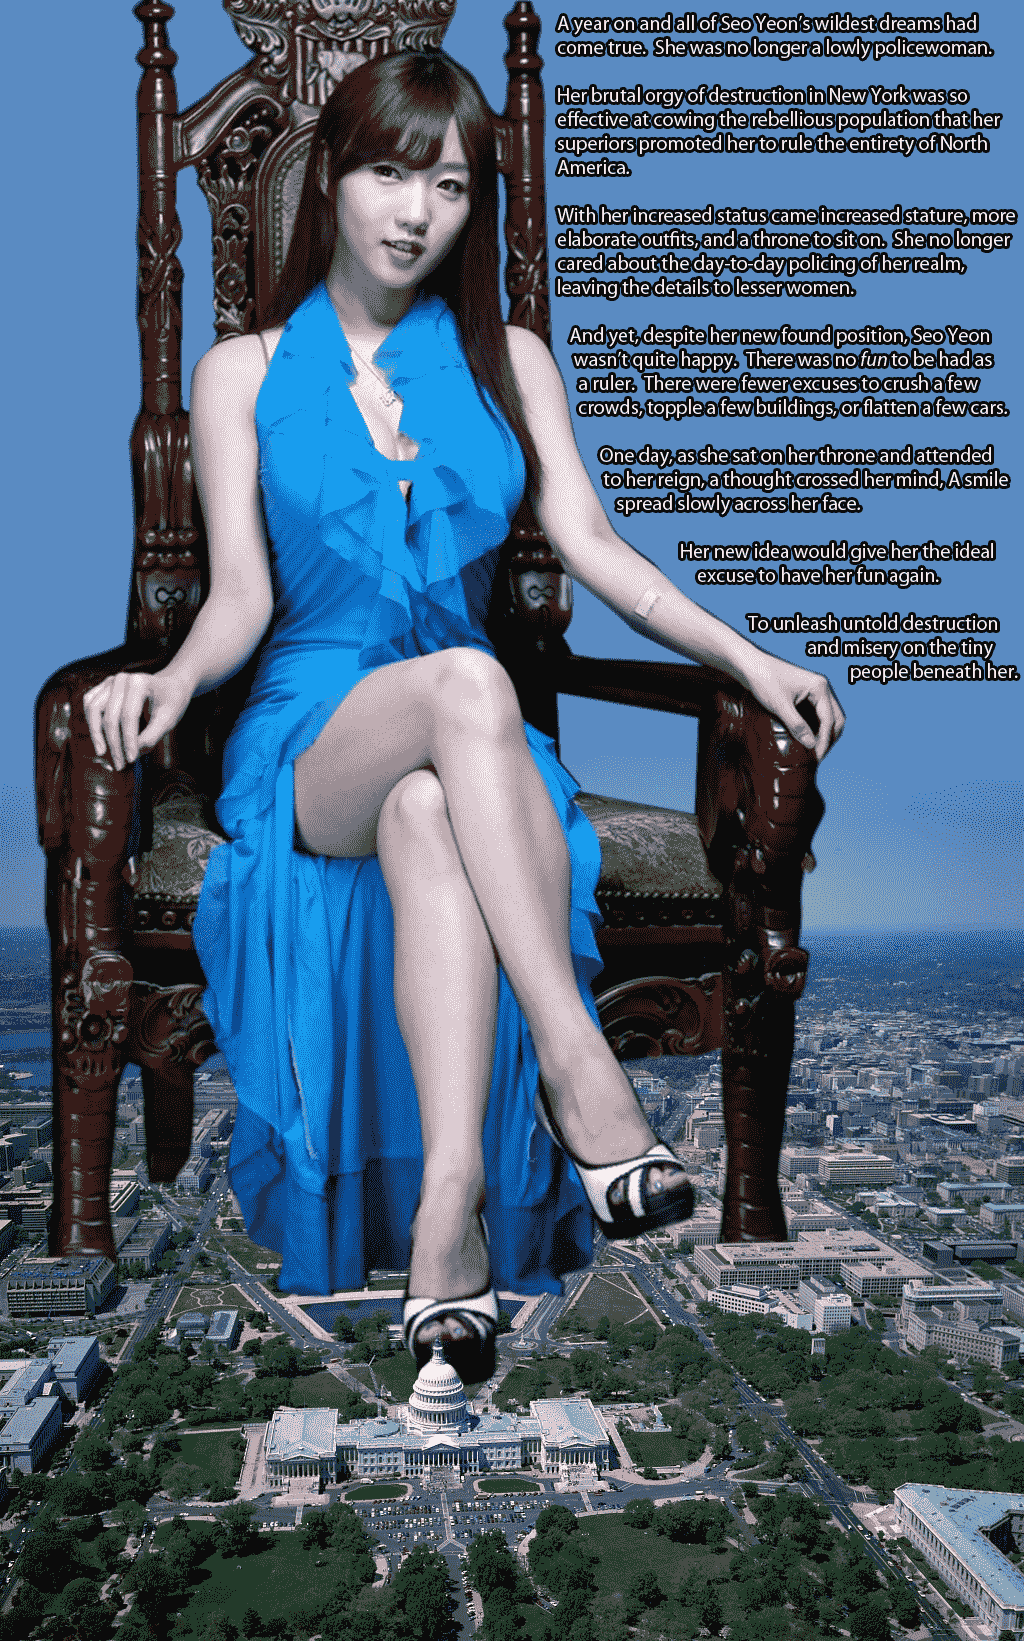 A year on and all of Seo Yeon's wildest dreams had
come true. She was no longer a lowly policewoman.
Her brutal orgy of destruction in New York was so
effective at cowing the rebellious population that her
superiors promoted her to rule the entirety of North
America.
With her increased status came increased stature, more
elaborate outfits, and a throne to sit on. She no longer
cared about the day-to-day policing of her realm,
leaving the details to lesser women.
And yet, despite her new found position, Seo Yeon
wasn't quite happy. There was no fun to be had as
a ruler. There were fewer excuses to crush a few
crowds, topple a few buildings, or flatten a few cars.
One day, as she sat on her throne and attended
to her reign, a thought crossed her mind, A smile
spread slowly across her face.
Her new idea would give her the ideal
excuse to have her fun again.
To unleash untold destruction
and misery on the tiny
people beneath her.